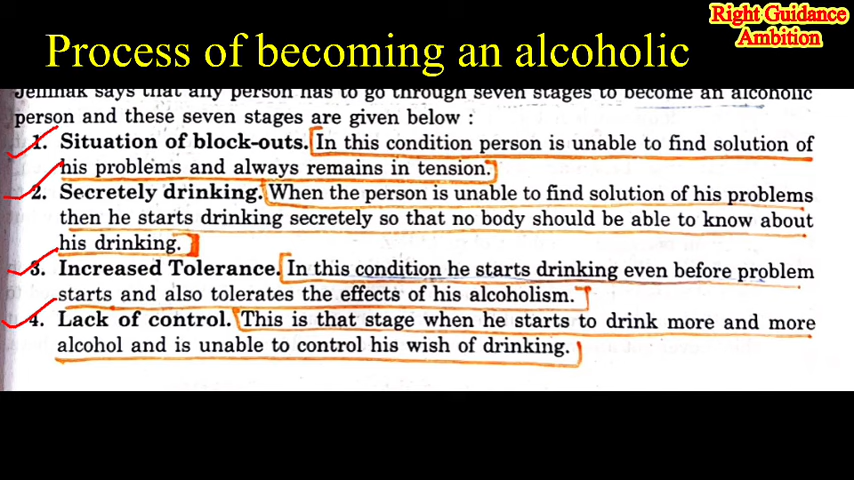 Right Guidance
Ambition
Process of becoming an alcoholic
Jellinak says that any person has to go through seven stages to become an alcoholic
person and these seven stages are given below :
1. Situation of block-outs. In this condition person is unable to find solution of
his problems and always remains in tension.
2. Secretely drinking. When the person is unable to find solution of his problems
then he starts drinking secretely so that no body should be able to know about
his drinking.
3. Increased Tolerance. In this condition he starts drinking even before problem
starts and also tolerates the effects of his alcoholism.
4. Lack of control. This is that stage when he starts to drink more and more
alcohol and is unable to control his wish of drinking.